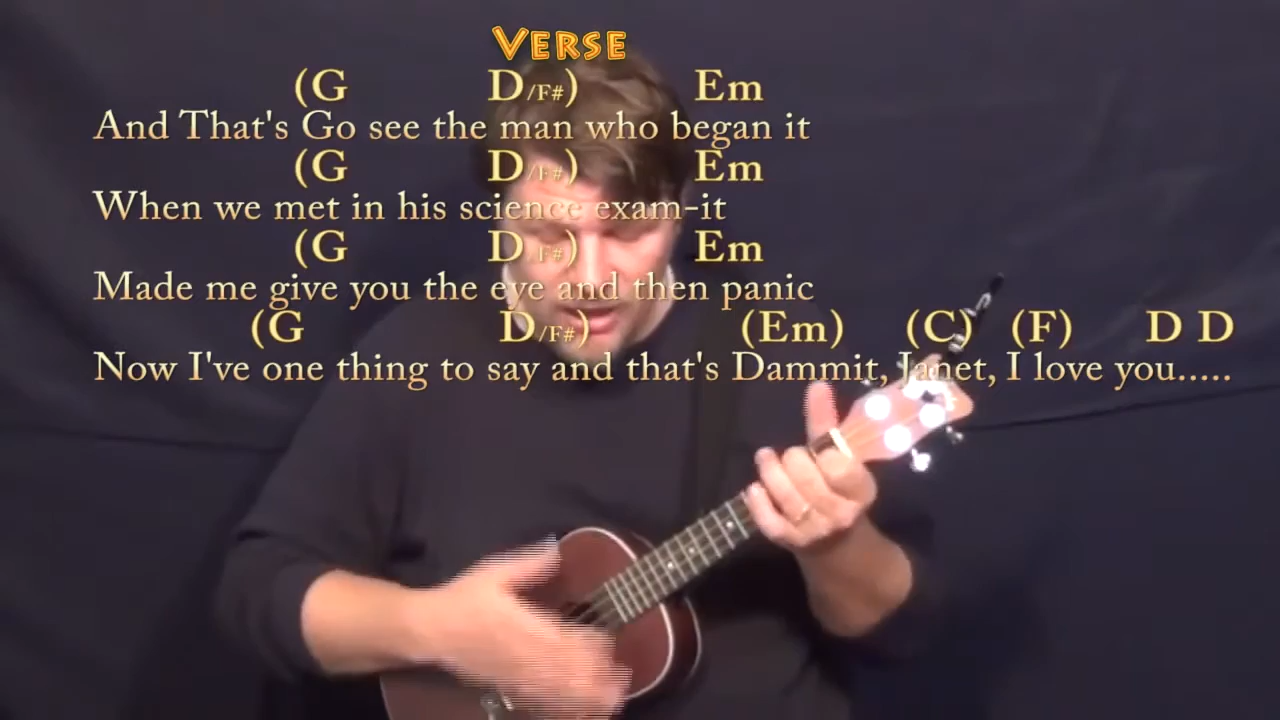 VERSE
(G D/F#) Em
And That's Go see the man who began it
(G D/F#) Em
When we met in his science exam-it
(G D/F#) Em
Made me give you the eye and then panic
(G D/F#) (Em) (C) (F) D D
Now I've one thing to say and that's Dammit, Janet, I love you.....